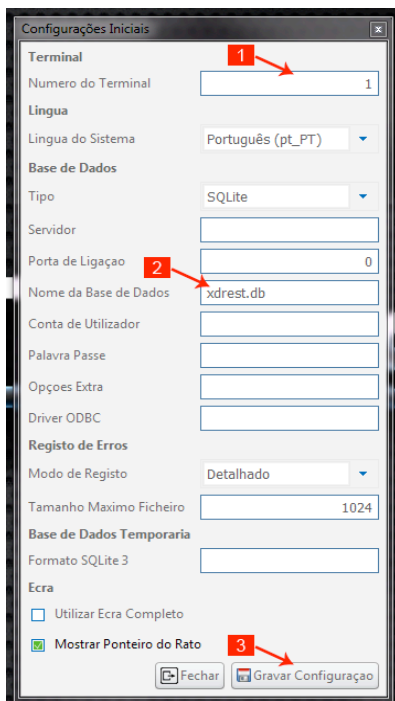 Configurações Iniciais
Terminal
1
Numero do Terminal 1
Lingua
Lingua do Sistema Português (pt_PT)
Base de Dados
Tipo SQLite
Servidor
Porta de Ligaçao 0
2
Nome da Base de Dados xdrest.db
Conta de Utilizador
Palavra Passe
Opçoes Extra
Driver ODBC
Registo de Erros
Modo de Registo Detalhado
Tamanho Maximo Ficheiro 1024
Base de Dados Temporaria
Formato SQLite 3
Ecra
Utilizar Ecra Completo
Mostrar Ponteiro do Rato 3
Fechar Gravar Configuraçao